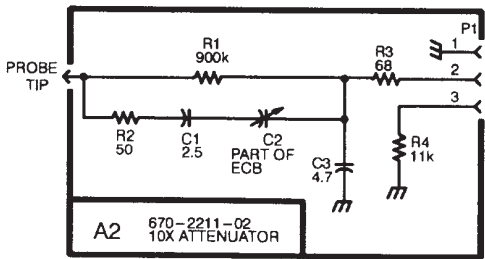 P1
R1
900k
R3
68
1
2
3
PROBE
TIP
R2
50
C1
2.5
C2
PART OF
ECB
C3
4.7
R4
11k
A2
670-2211-02
10X ATTENUATOR